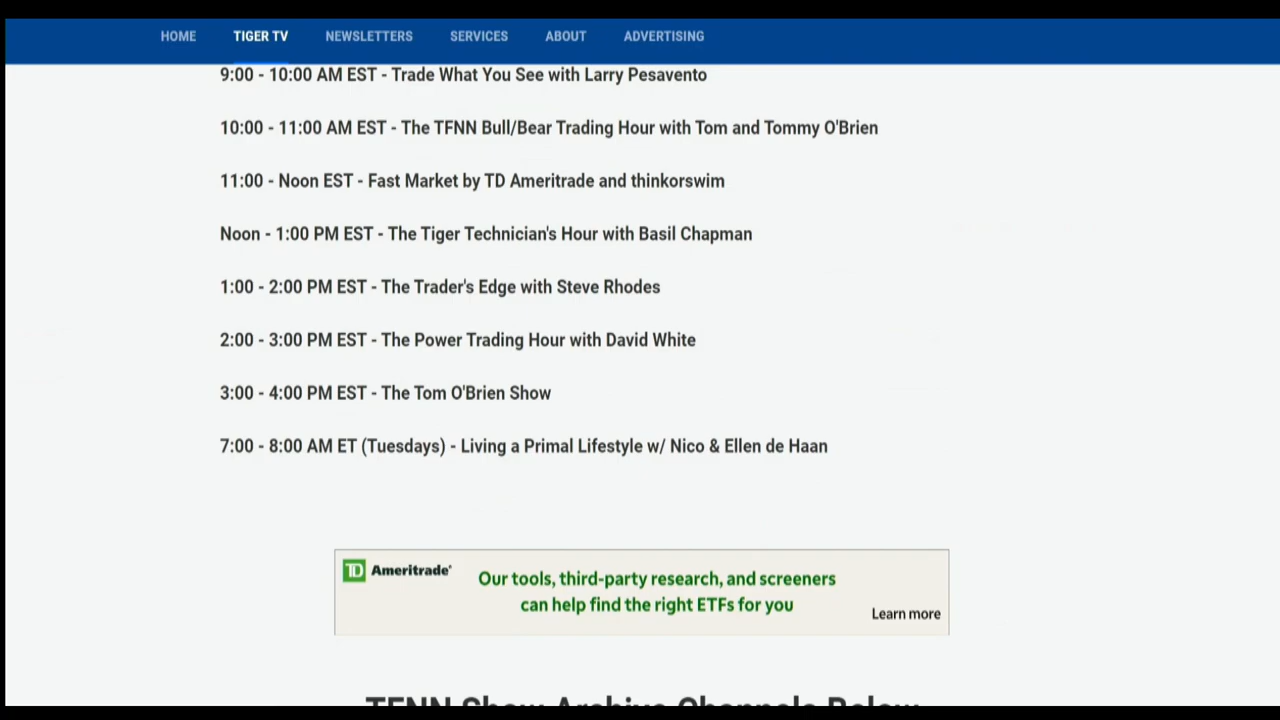 HOME TIGER TV NEWSLETTERS SERVICES ABOUT ADVERTISING
9:00 - 10:00 AM EST - Trade What You See with Larry Pesavento
10:00 - 11:00 AM EST - The TFNN Bull/Bear Trading Hour with Tom and Tommy O'Brien
11:00 - Noon EST - Fast Market by TD Ameritrade and thinkorswim
Noon - 1:00 PM EST - The Tiger Technician's Hour with Basil Chapman
1:00 - 2:00 PM EST - The Trader's Edge with Steve Rhodes
2:00 - 3:00 PM EST - The Power Trading Hour with David White
3:00 - 4:00 PM EST - The Tom O'Brien Show
7:00 - 8:00 AM ET (Tuesdays) - Living a Primal Lifestyle w/ Nico & Ellen de Haan
TD Ameritrade
Our tools, third-party research, and screeners
can help find the right ETFs for you
Learn more
TFNN Show Archive Channels Below